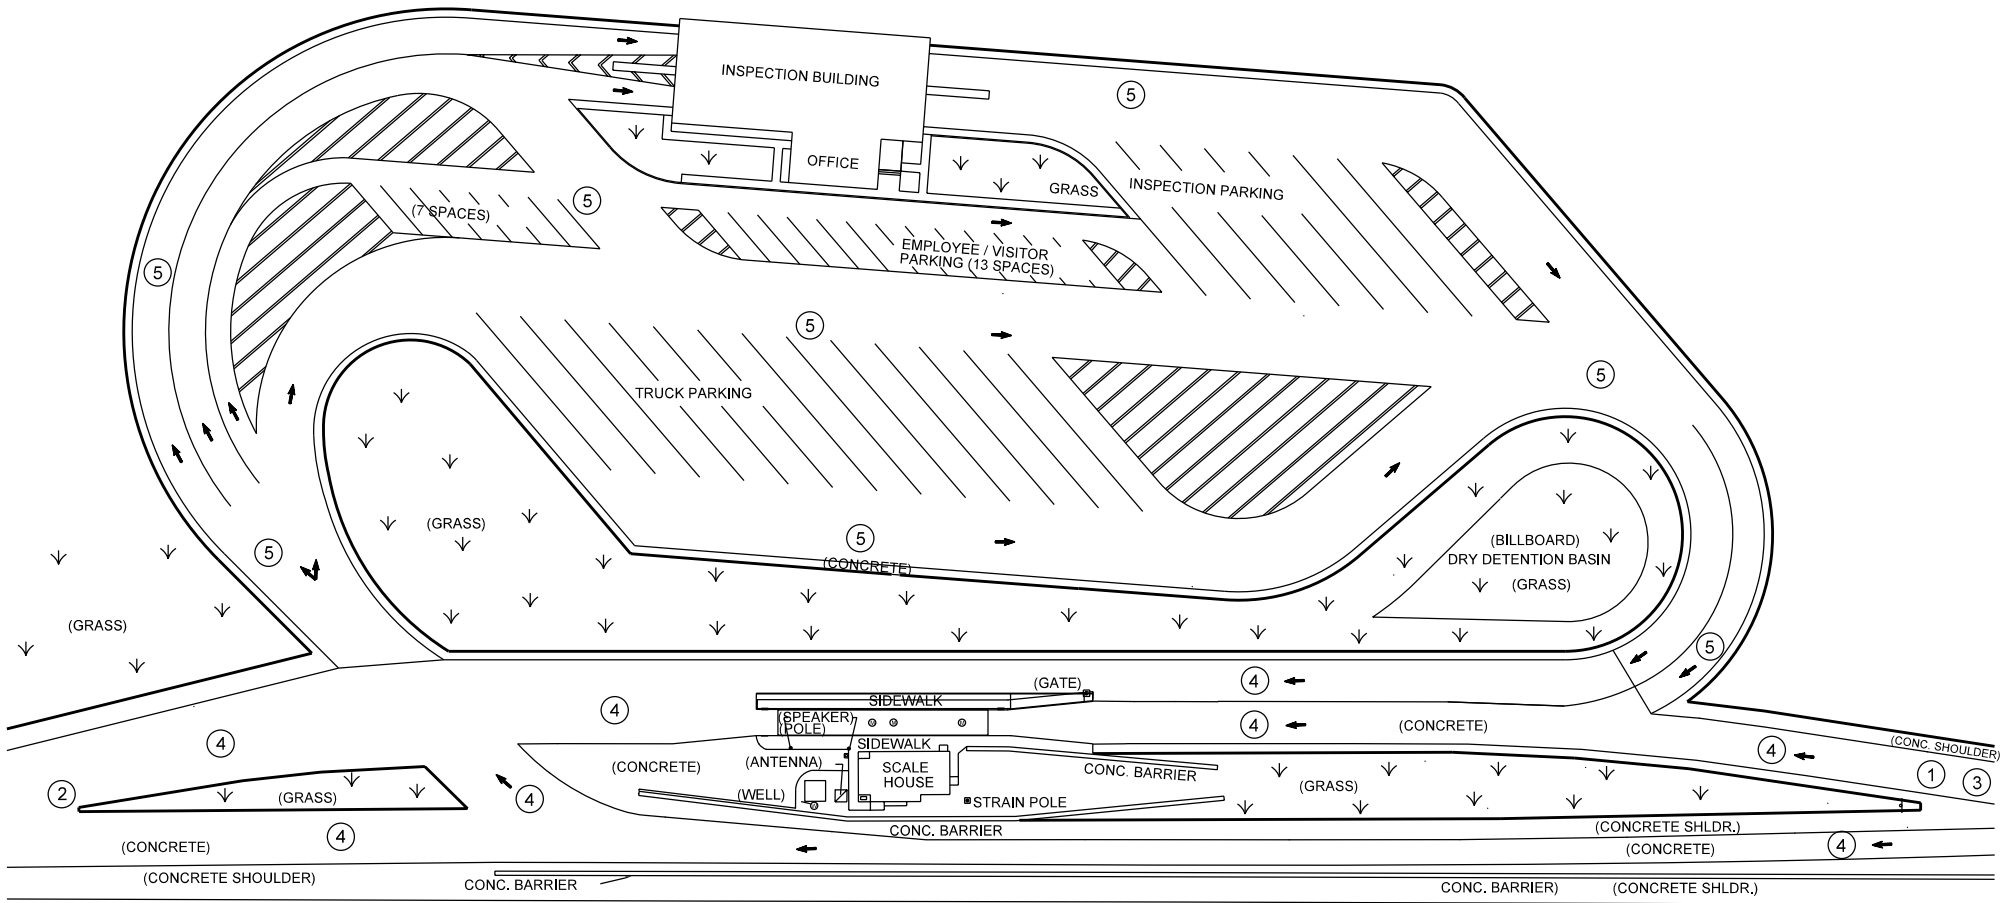 INSPECTION BUILDING
5
OFFICE
GRASS
INSPECTION PARKING
5
(7 SPACES)
EMPLOYEE / VISITOR
PARKING (13 SPACES)
5
5
5
TRUCK PARKING
(GRASS)
5
(CONCRETE)
5
(BILLBOARD)
DRY DETENTION BASIN
(GRASS)
(GRASS)
5
(GATE)
4
SIDEWALK
4
(SPEAKER)
(POLE)
4
(CONCRETE)
4
SIDEWALK
4
(CONC. SHOULDER)
(CONCRETE)
(ANTENNA)
SCALE
HOUSE
CONC. BARRIER
(GRASS)
1
3
2
(GRASS)
4
(WELL)
STRAIN POLE
4
CONC. BARRIER
(CONCRETE SHLDR.)
(CONCRETE)
(CONCRETE)
4
(CONCRETE SHOULDER)
CONC. BARRIER
CONC. BARRIER)
(CONCRETE SHLDR.)